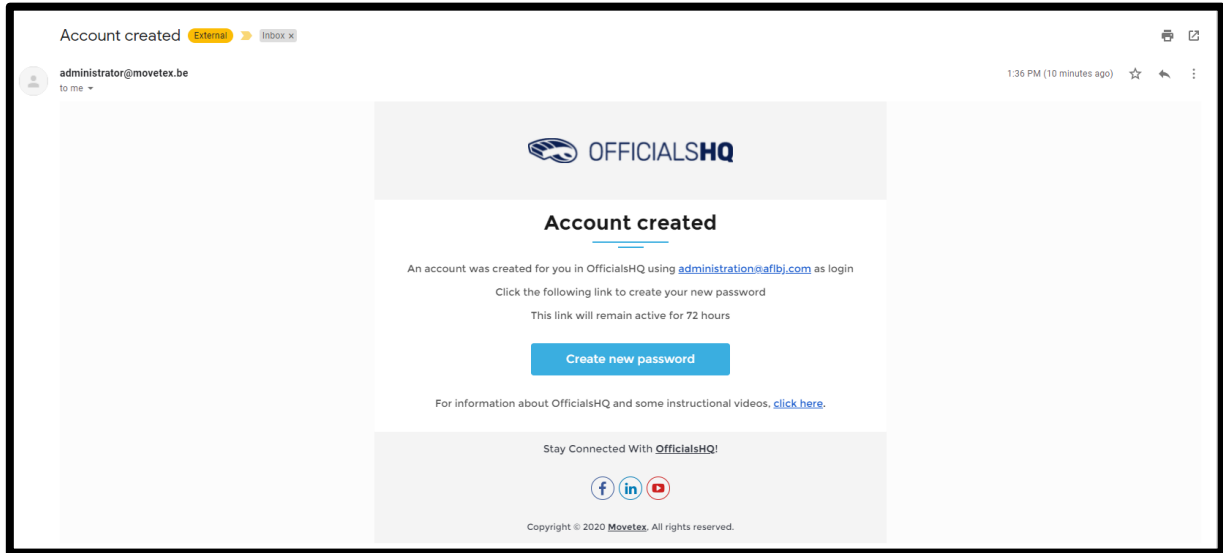 Account created External Inbox x
administrator@movetex.be 1:36 PM (10 minutes ago)
to me
OFFICIALSHQ
Account created
An account was created for you in OfficialsHQ using administration@aflbj.com as login
Click the following link to create your new password
This link will remain active for 72 hours
Create new password
For information about OfficialsHQ and some instructional videos, click here.
Stay Connected With OfficialsHQ!
f in
Copyright © 2020 Movetex, All rights reserved.